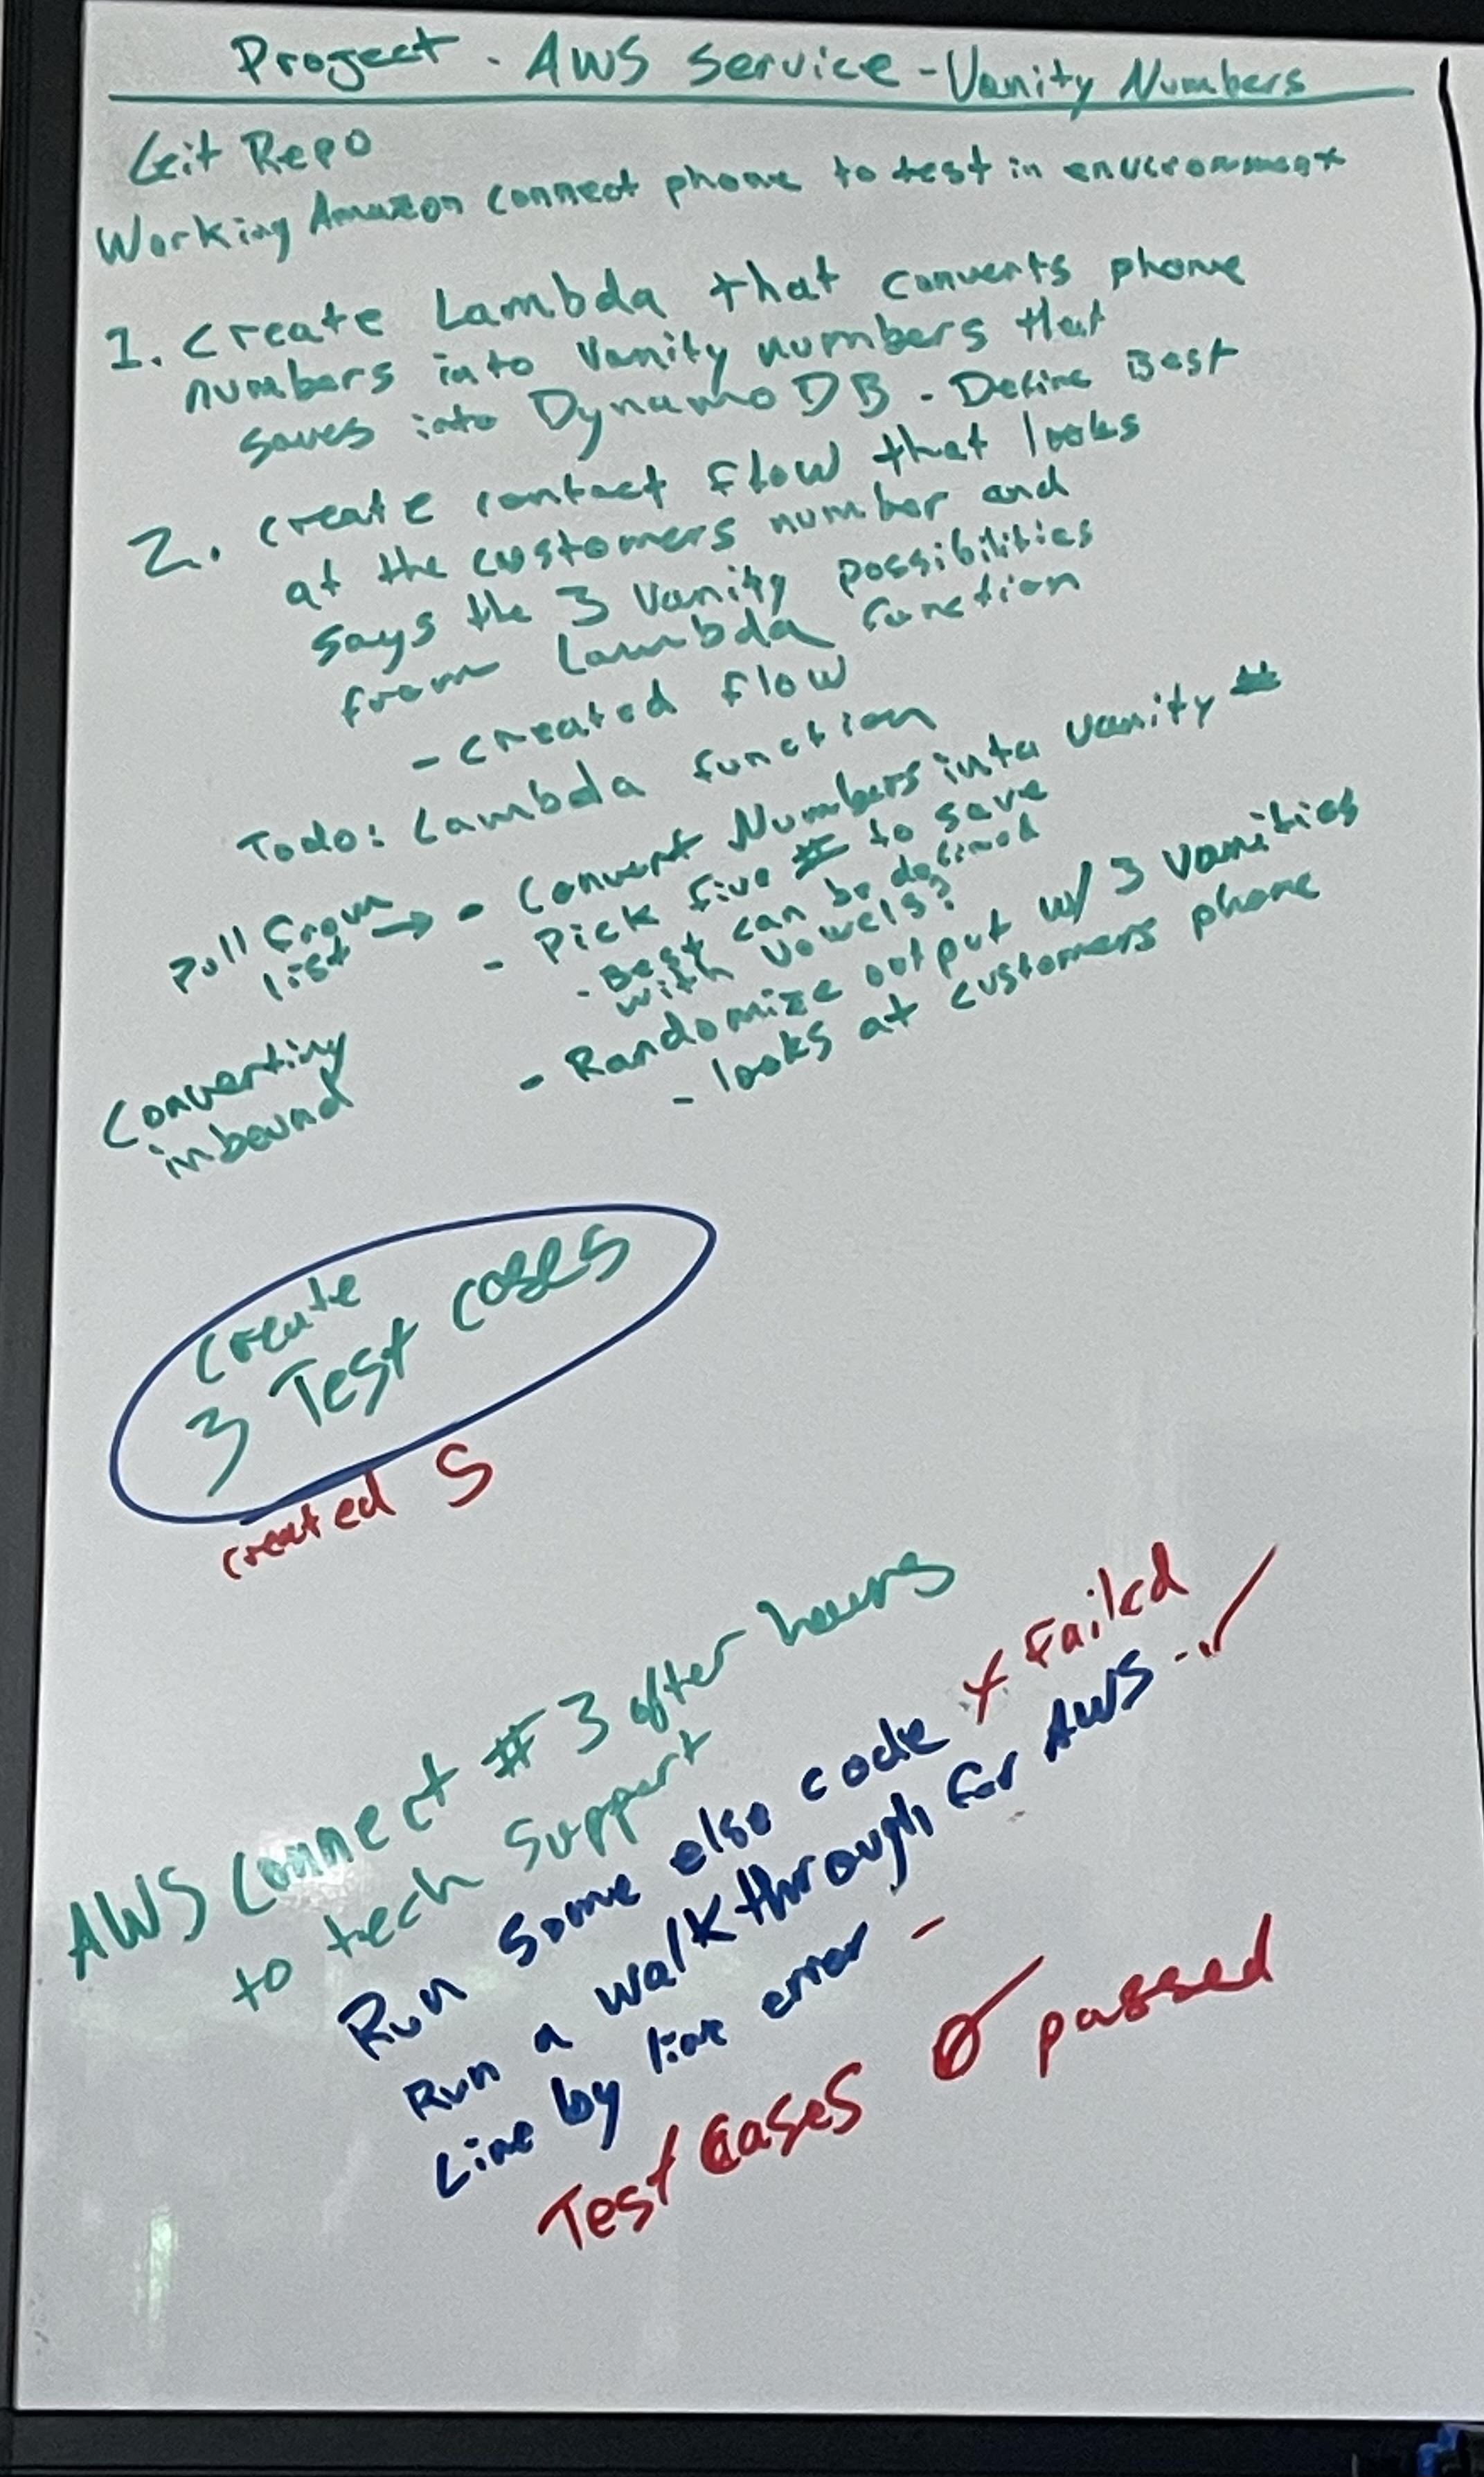 Project - AWS Service - Vanity Numbers
Git Repo
Working Amazon connect phone to test in environment
1. Create Lambda that converts phone
numbers into Vanity numbers that
saves into Dynamo DB - Define Best
2. create contact flow that looks
at the customers number and
says the 3 Vanity possibilities
from Lambda function
- created flow
Todo: Lambda function
Pull from list → - Convert Numbers into vanity #
- Pick five # to save
- Best can be defined
with vowels?
- Randomize output w/ 3 vanities
- looks at customers phone
Converting
inbound
create
3 Test cases
created 5
AWS Connect # 3 after hours
to tech support
Run some else code x Failed
Run a walkthrough for AWS - ✓
Line by line error -
Test cases passed